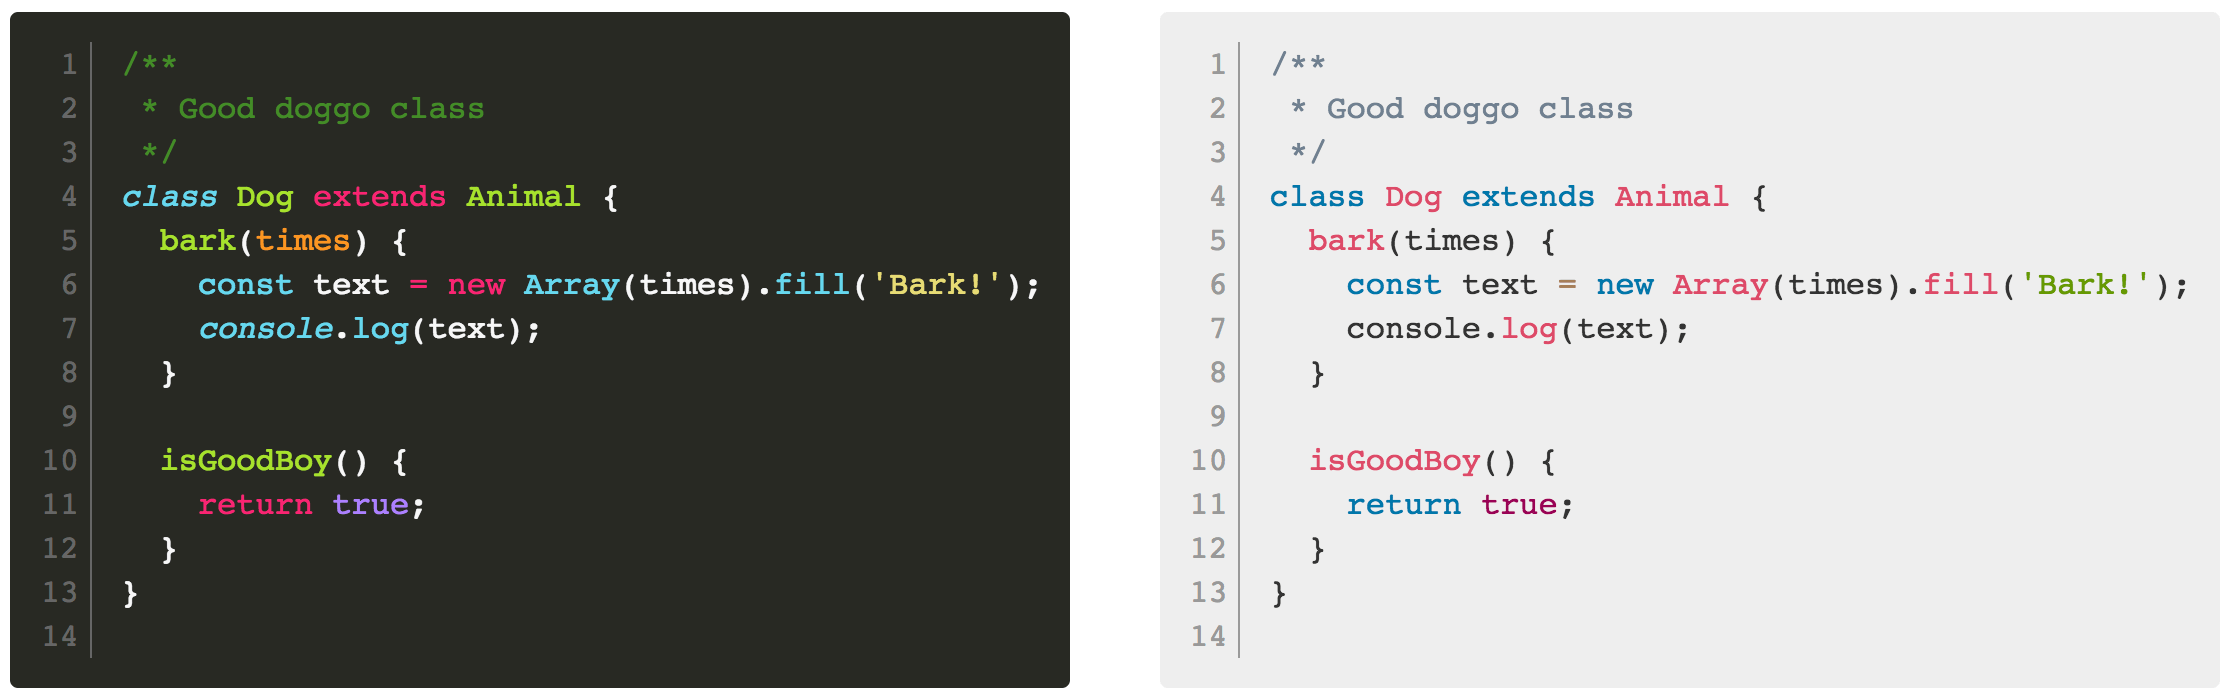 1 /**
2  * Good doggo class
3  */
4 class Dog extends Animal {
5   bark(times) {
6     const text = new Array(times).fill('Bark!');
7     console.log(text);
8   }
9
10   isGoodBoy() {
11     return true;
12   }
13 }
14
1 /**
2  * Good doggo class
3  */
4 class Dog extends Animal {
5   bark(times) {
6     const text = new Array(times).fill('Bark!');
7     console.log(text);
8   }
9
10   isGoodBoy() {
11     return true;
12   }
13 }
14